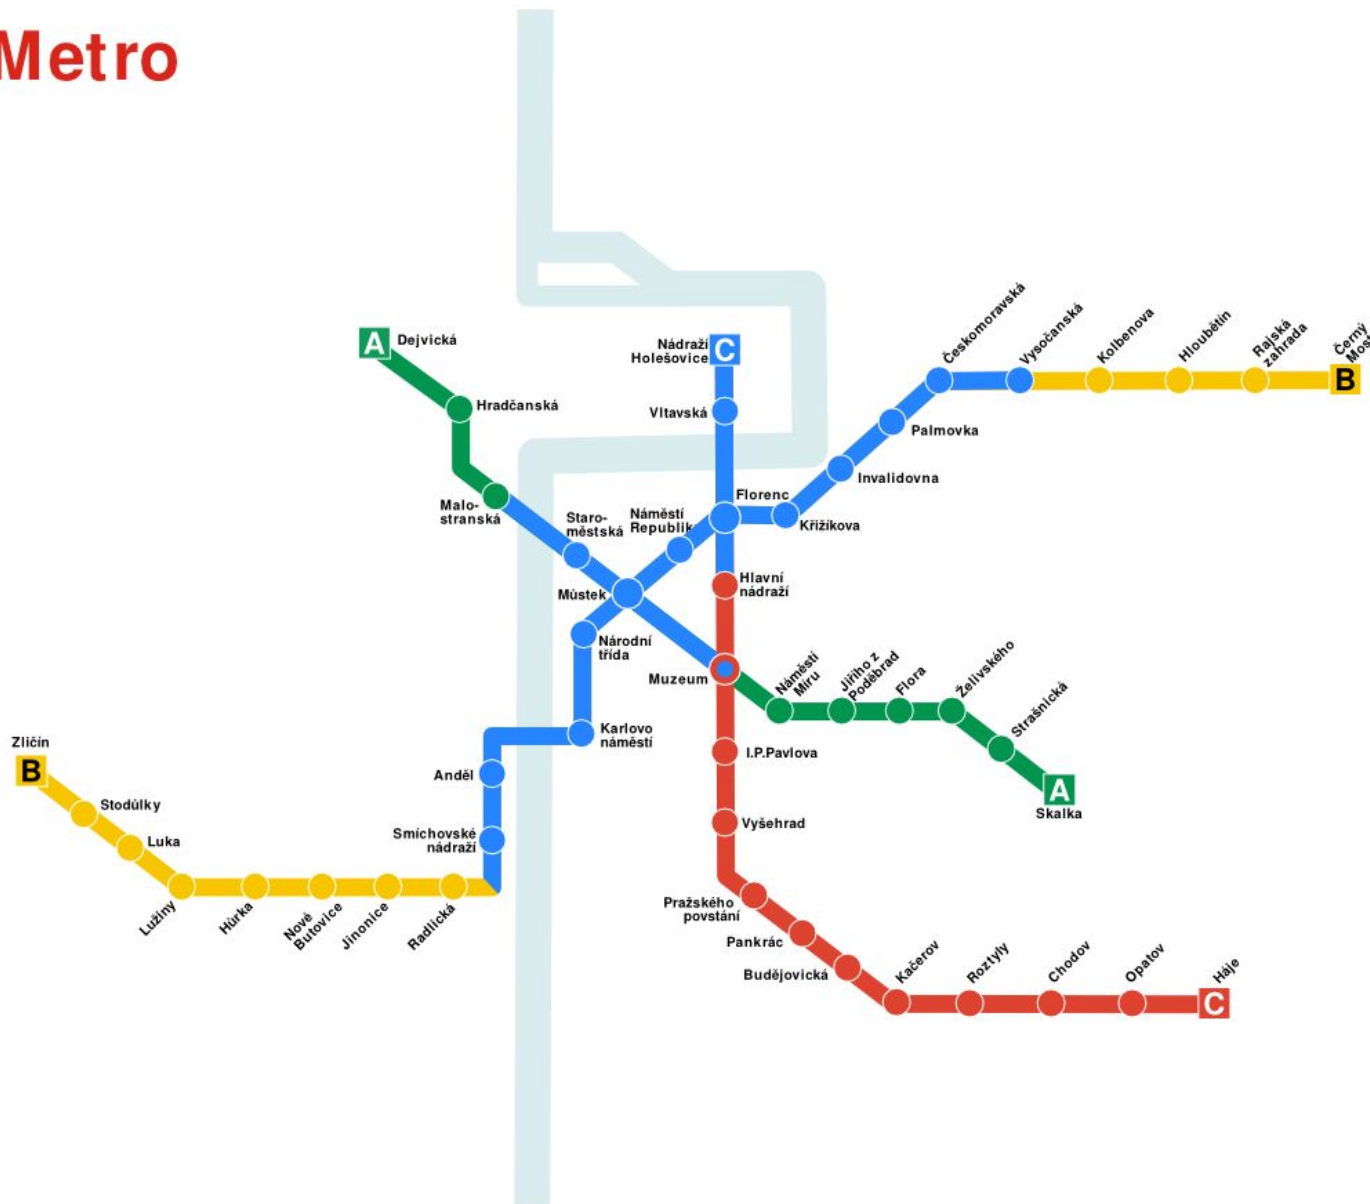 Metro
A
Dejvická
Hradčanská
Malo-
stranská
Staro-
městská
Můstek
Náměstí
Republik
Nádraží
Holešovice
C
Vltavská
Florenc
Křižíkova
Invalidovna
Palmovka
Českomoravská
Vysočanská
Kolbenova
Hloubětín
Rajská
zahrada
Černý
Most
B
Hlavní
nádraží
Národní
třída
Muzeum
Náměstí
Míru
Jiřího z
Poděbrad
Flora
Želivského
Strašnická
A
Skalka
Karlovo
náměstí
Anděl
Smíchovské
nádraží
Zličín
B
Stodůlky
Luka
Lužiny
Hůrka
Nové
Butovice
Jinonice
Radlická
I.P.Pavlova
Vyšehrad
Pražského
povstání
Pankrác
Budějovická
Kačerov
Roztyly
Chodov
Opatov
Háje
C